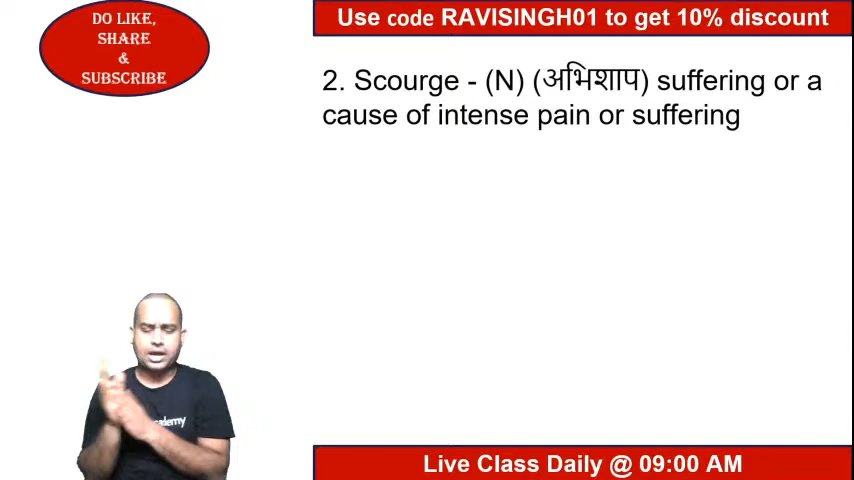 DO LIKE,
SHARE
&
SUBSCRIBE
Use code RAVISINGH01 to get 10% discount
2. Scourge - (N) (अभिशाप) suffering or a
cause of intense pain or suffering
Live Class Daily @ 09:00 AM